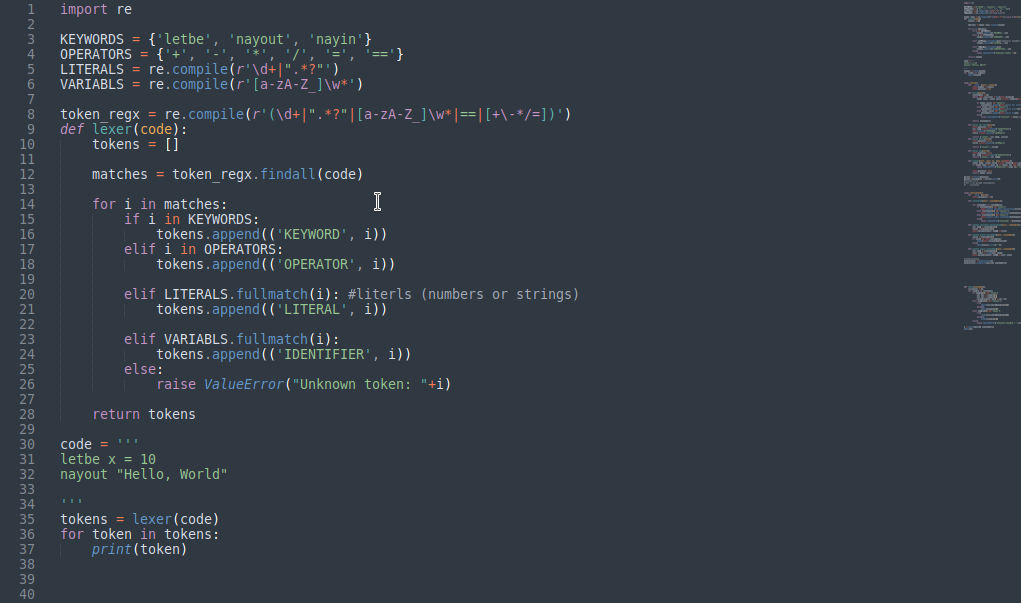 1 import re
2
3 KEYWORDS = {'letbe', 'nayout', 'nayin'}
4 OPERATORS = {'+', '-', '*', '/', '=', '=='}
5 LITERALS = re.compile(r'\d+|".*?"')
6 VARIABLS = re.compile(r'[a-zA-Z_]\w*')
7
8 token_regx = re.compile(r'(\d+|".*?"|[a-zA-Z_]\w*|==|[+\-*/=])')
9 def lexer(code):
10     tokens = []
11
12     matches = token_regx.findall(code)
13
14     for i in matches:
15         if i in KEYWORDS:
16             tokens.append(('KEYWORD', i))
17         elif i in OPERATORS:
18             tokens.append(('OPERATOR', i))
19
20         elif LITERALS.fullmatch(i): #literls (numbers or strings)
21             tokens.append(('LITERAL', i))
22
23         elif VARIABLS.fullmatch(i):
24             tokens.append(('IDENTIFIER', i))
25         else:
26             raise ValueError("Unknown token: "+i)
27
28     return tokens
29
30 code = '''
31 letbe x = 10
32 nayout "Hello, World"
33
34 '''
35 tokens = lexer(code)
36 for token in tokens:
37     print(token)
38
39
40